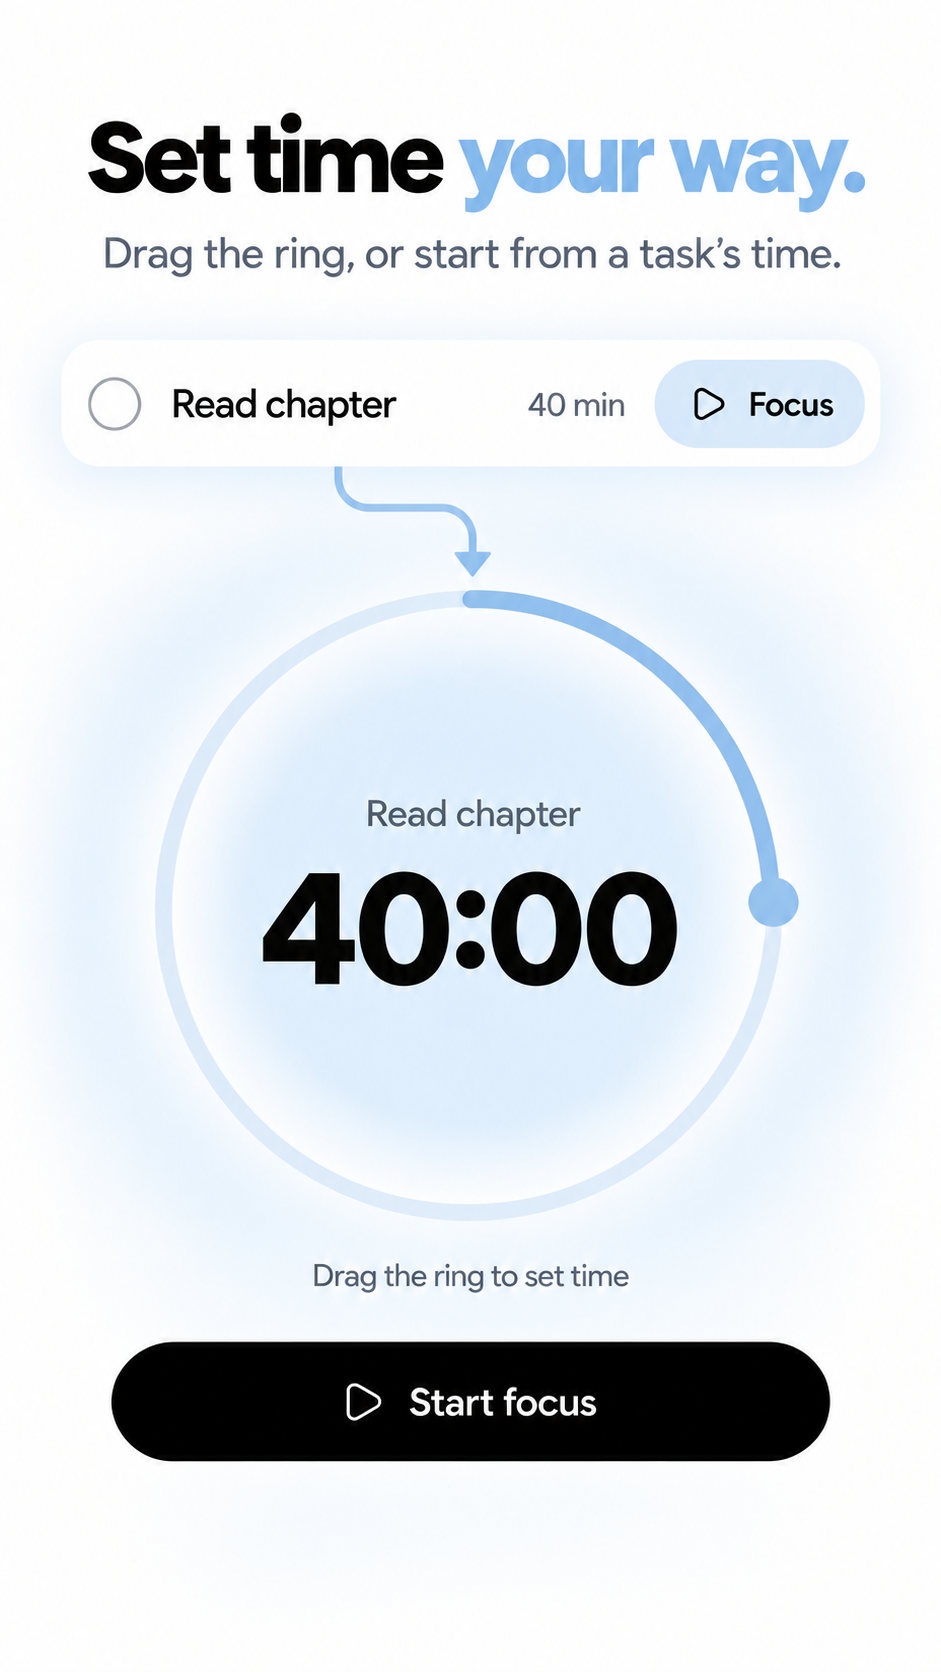 Set time your way.
Drag the ring, or start from a task’s time.
Read chapter 40 min Focus
Read chapter
40:00
Drag the ring to set time
Start focus